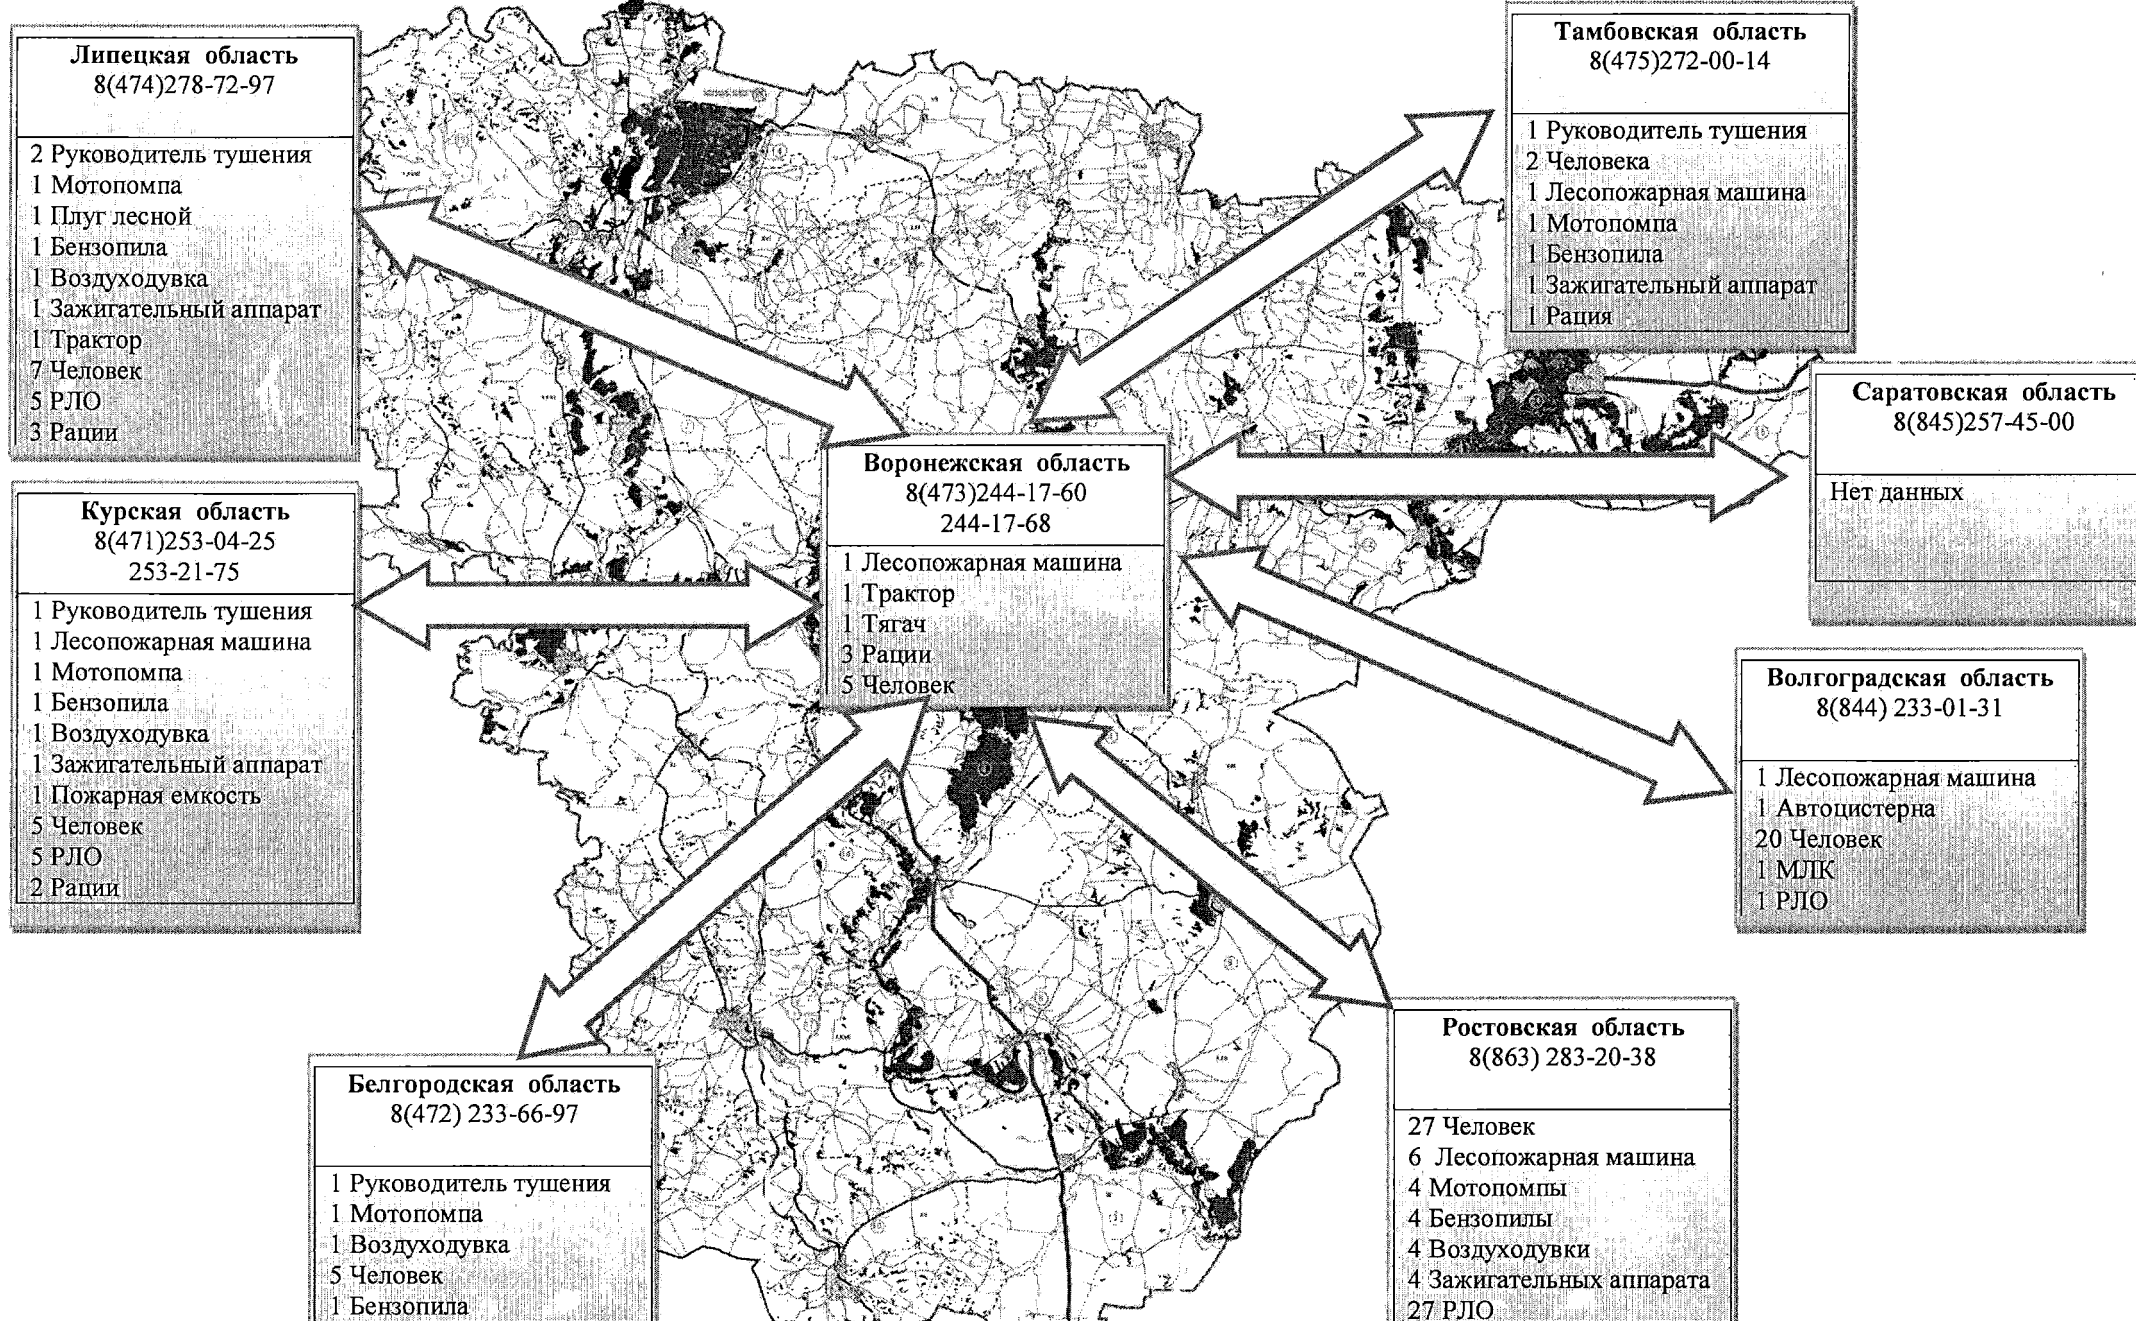 Липецкая область
8(474)278-72-97
2 Руководитель тушения
1 Мотопомпа
1 Плуг лесной
1 Бензопила
1 Воздуходувка
1 Зажигательный аппарат
1 Трактор
7 Человек
5 РЛО
3 Рации
Тамбовская область
8(475)272-00-14
1 Руководитель тушения
2 Человека
1 Лесопожарная машина
1 Мотопомпа
1 Бензопила
1 Зажигательный аппарат
1 Рация
Саратовская область
8(845)257-45-00
Нет данных
Курская область
8(471)253-04-25
253-21-75
1 Руководитель тушения
1 Лесопожарная машина
1 Мотопомпа
1 Бензопила
1 Воздуходувка
1 Зажигательный аппарат
1 Пожарная емкость
5 Человек
5 РЛО
2 Рации
Воронежская область
8(473)244-17-60
244-17-68
1 Лесопожарная машина
1 Трактор
1 Тягач
3 Рации
5 Человек
Волгоградская область
8(844) 233-01-31
1 Лесопожарная машина
1 Автоцистерна
20 Человек
1 МЛК
1 РЛО
Белгородская область
8(472) 233-66-97
1 Руководитель тушения
1 Мотопомпа
1 Воздуходувка
5 Человек
1 Бензопила
Ростовская область
8(863) 283-20-38
27 Человек
6 Лесопожарная машина
4 Мотопомпы
4 Бензопилы
4 Воздуходувки
4 Зажигательных аппарата
27 РЛО